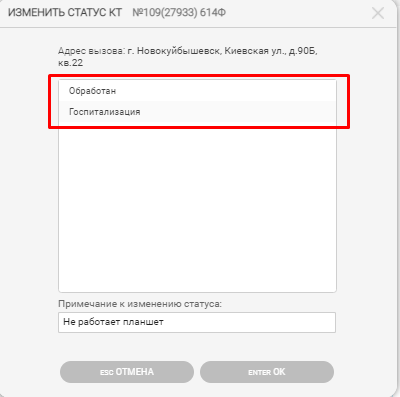 ИЗМЕНИТЬ СТАТУС КТ №109(27933) 614Ф
Адрес вызова: г. Новокуйбышевск, Киевская ул., д.90Б,
кв.22
Обработан
Госпитализация
Примечание к изменению статуса:
Не работает планшет
ESC ОТМЕНА ENTER ОК